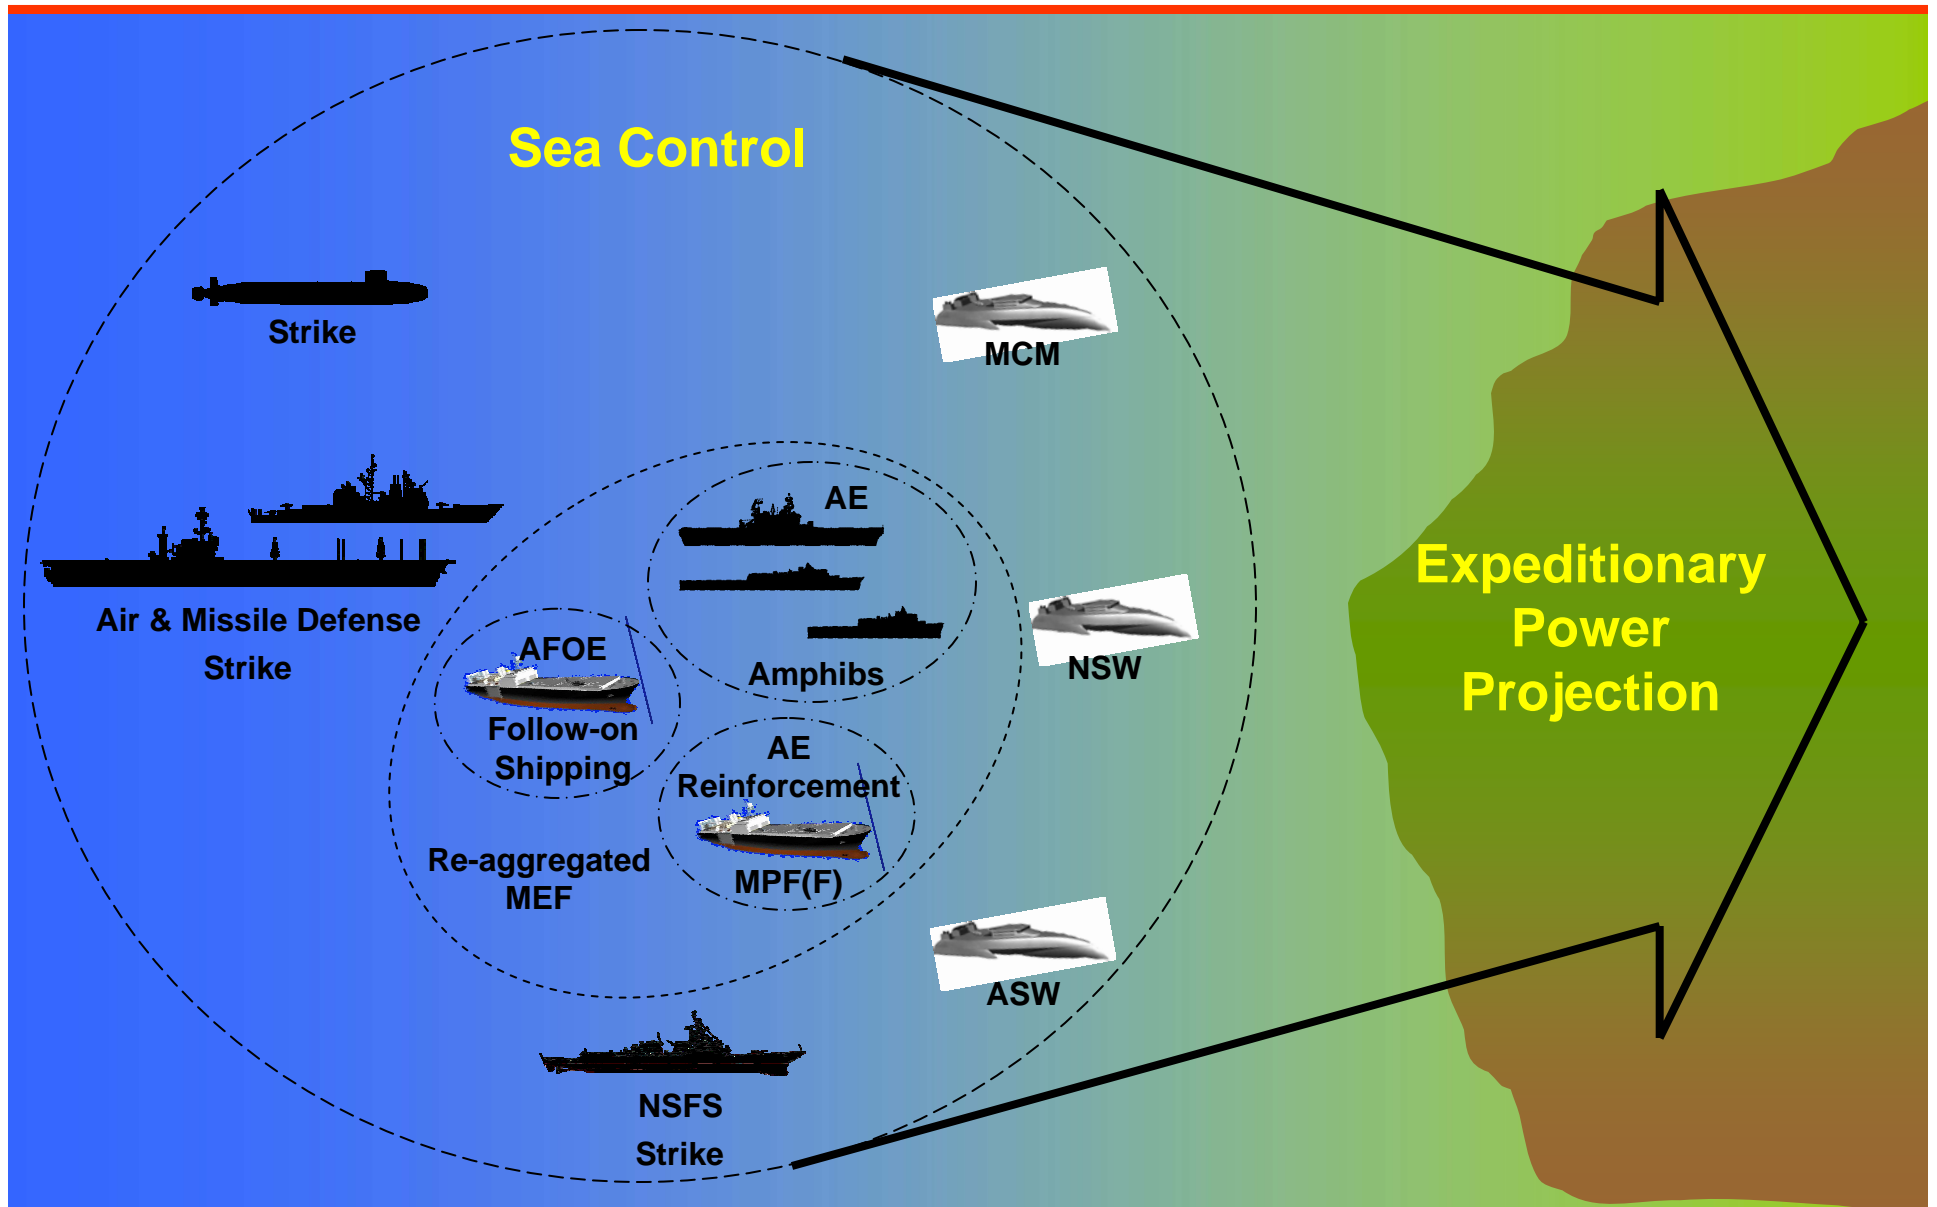 Sea Control
Strike
MCM
Air & Missile Defense
Strike
AE
Amphibs
AFOE
Follow-on
Shipping
AE
Reinforcement
MPF(F)
Re-aggregated
MEF
NSW
ASW
NSFS
Strike
Expeditionary
Power
Projection